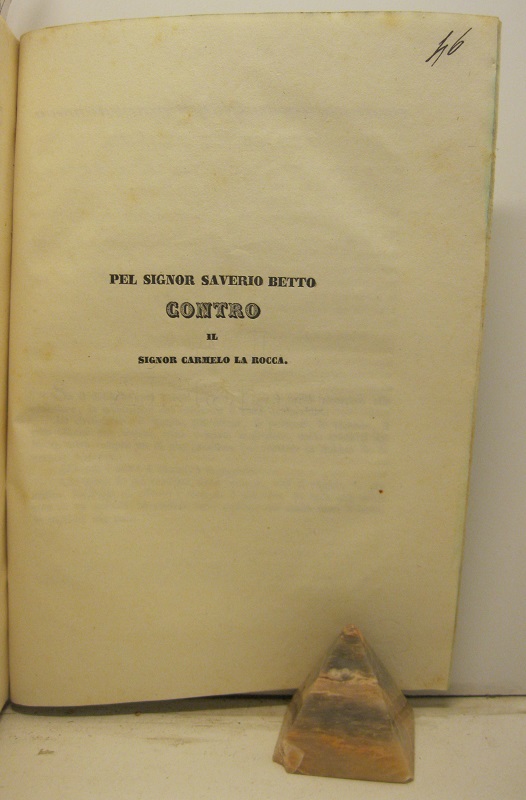 46
PEL SIGNOR SAVERIO BETTO
CONTRO
IL
SIGNOR CARMELO LA ROCCA.